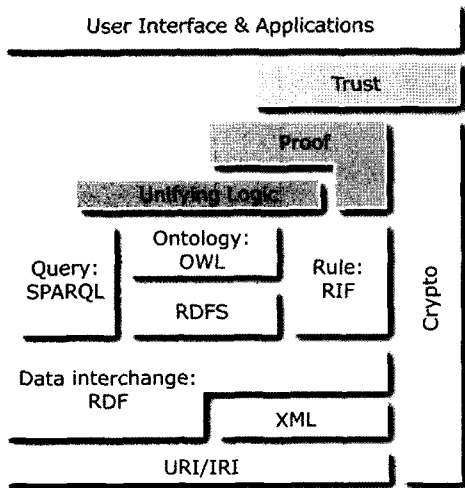 User Interface & Applications
Trust
Proof
Unifying Logic
Ontology:
OWL
Query:
SPARQL
Rule:
RIF
RDFS
Crypto
Data interchange:
RDF
XML
URI/IRI